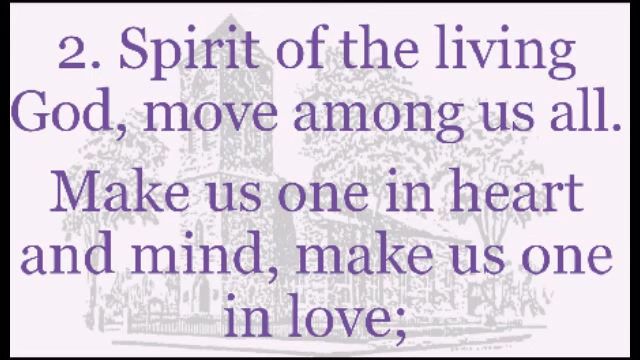 2. Spirit of the living
God, move among us all.
Make us one in heart
and mind, make us one
in love;